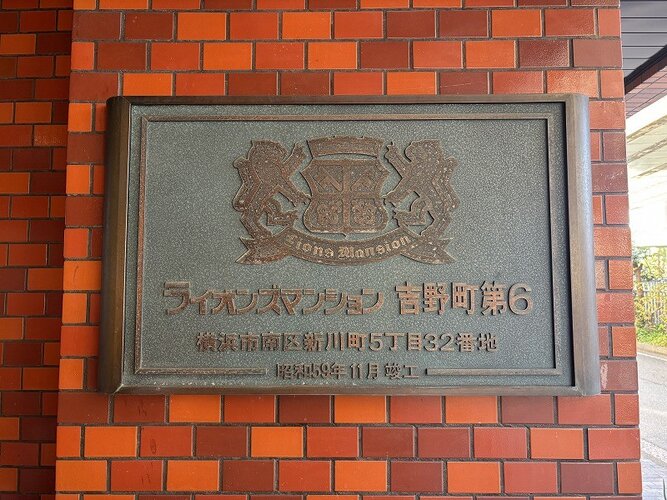 Lions Mansion
ライオンズマンション 吉野町第6
横浜市南区新川町5丁目32番地
昭和59年11月竣工